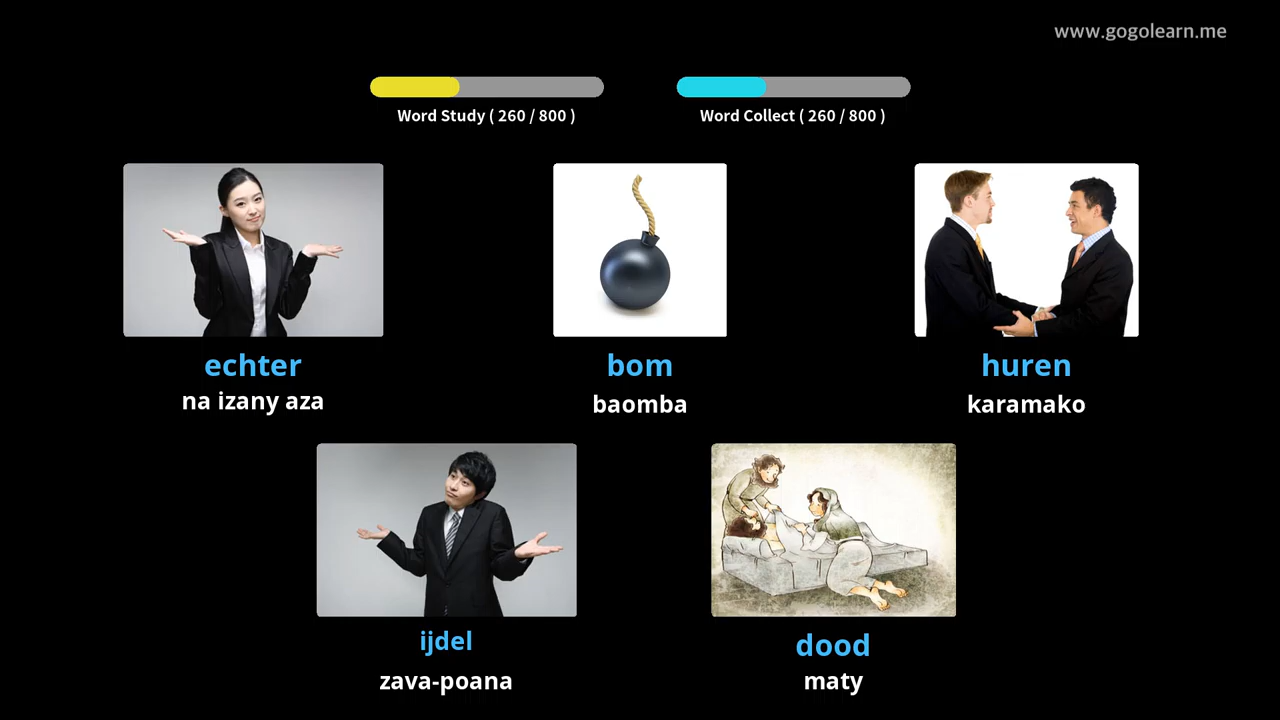 www.gogolearn.me
Word Study ( 260 / 800 )
Word Collect ( 260 / 800 )
echter
na izany aza
bom
baomba
huren
karamako
ijdel
zava-poana
dood
maty